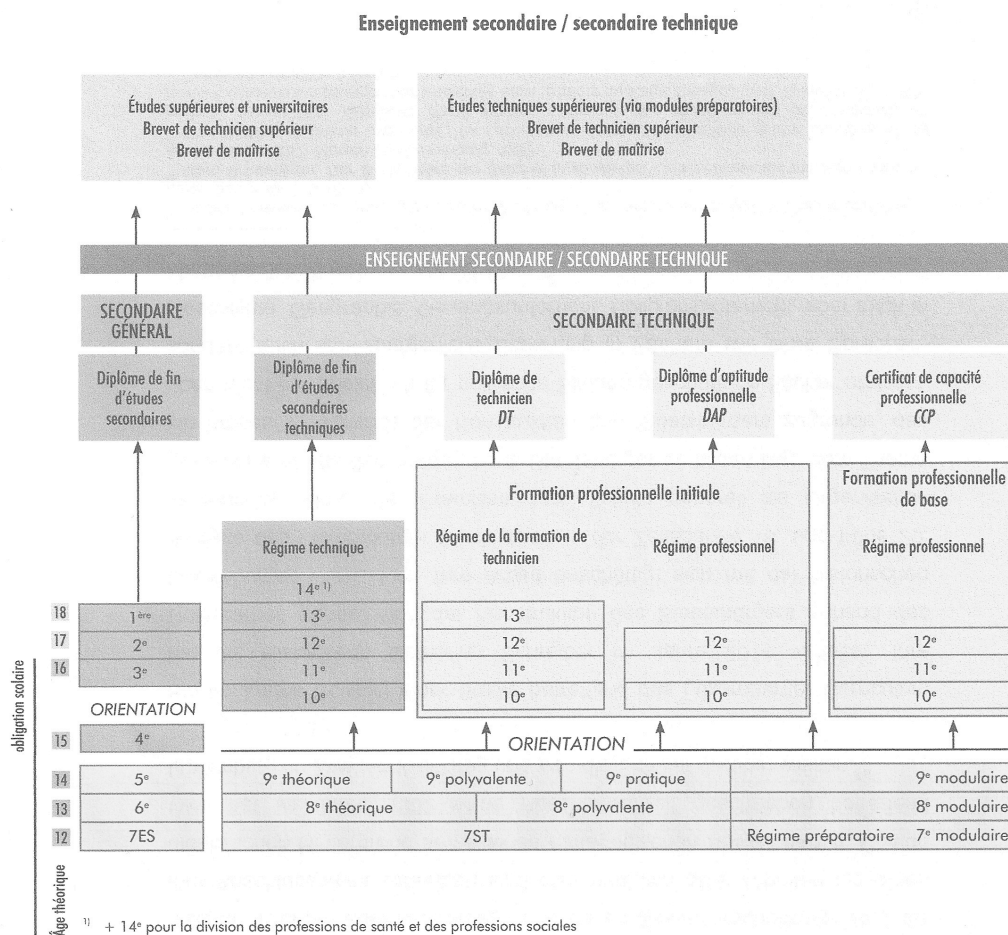 Enseignement secondaire / secondaire technique
Études supérieures et universitaires
Brevet de technicien supérieur
Brevet de maîtrise
Études techniques supérieures (via modules préparatoires)
Brevet de technicien supérieur
Brevet de maîtrise
ENSEIGNEMENT SECONDAIRE / SECONDAIRE TECHNIQUE
SECONDAIRE
GÉNÉRAL
SECONDAIRE TECHNIQUE
Diplôme de fin
d'études
secondaires
Diplôme de fin
d'études
secondaires
techniques
Diplôme de
technicien
DT
Diplôme d'aptitude
professionnelle
DAP
Certificat de capacité
professionnelle
CCP
Formation professionnelle initiale
Formation professionnelle
de base
Régime technique
Régime de la formation de
technicien
Régime professionnel
Régime professionnel
14e 1)
18 1ère 13e 13e
17 2e 12e 12e 12e 12e
16 3e 11e 11e 11e 11e
10e 10e 10e 10e
ORIENTATION
15 4e
ORIENTATION
14 5e 9e théorique 9e polyvalente 9e pratique 9e modulaire
13 6e 8e théorique 8e polyvalente 8e modulaire
12 7ES 7ST Régime préparatoire 7e modulaire
obligation scolaire
Âge théorique
1) + 14e pour la division des professions de santé et des professions sociales